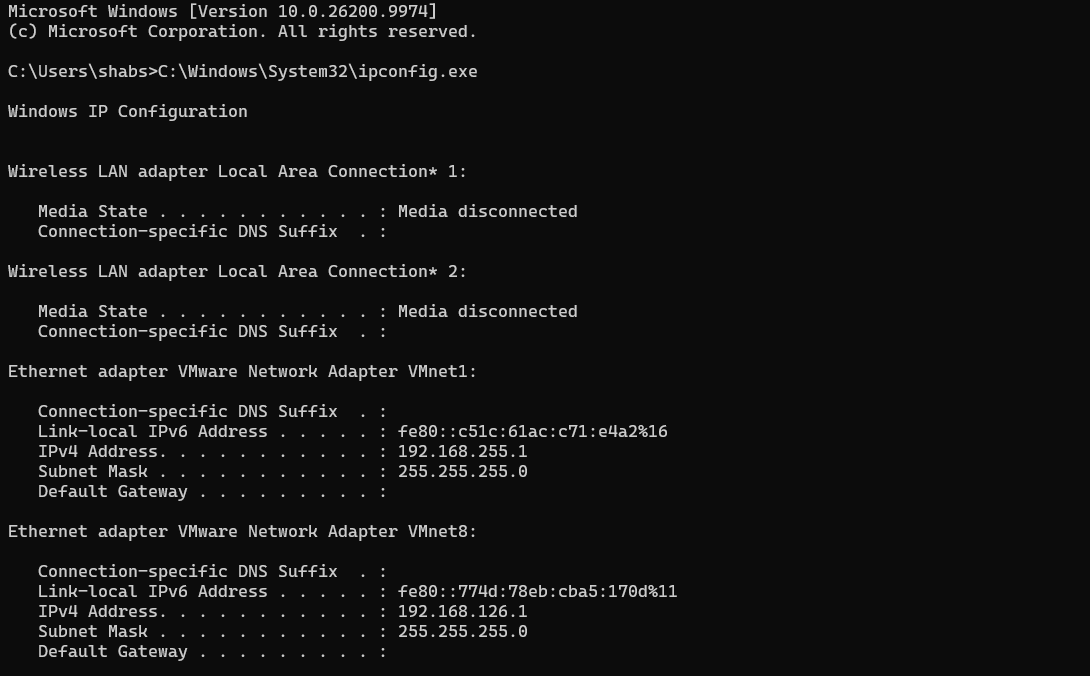 Microsoft Windows [Version 10.0.26200.9974]
(c) Microsoft Corporation. All rights reserved.
C:\Users\shabs>C:\Windows\System32\ipconfig.exe
Windows IP Configuration
Wireless LAN adapter Local Area Connection* 1:
   Media State . . . . . . . . . . . : Media disconnected
   Connection-specific DNS Suffix  . :
Wireless LAN adapter Local Area Connection* 2:
   Media State . . . . . . . . . . . : Media disconnected
   Connection-specific DNS Suffix  . :
Ethernet adapter VMware Network Adapter VMnet1:
   Connection-specific DNS Suffix  . :
   Link-local IPv6 Address . . . . . : fe80::c51c:61ac:c71:e4a2%16
   IPv4 Address. . . . . . . . . . . : 192.168.255.1
   Subnet Mask . . . . . . . . . . . : 255.255.255.0
   Default Gateway . . . . . . . . . :
Ethernet adapter VMware Network Adapter VMnet8:
   Connection-specific DNS Suffix  . :
   Link-local IPv6 Address . . . . . : fe80::774d:78eb:cba5:170d%11
   IPv4 Address. . . . . . . . . . . : 192.168.126.1
   Subnet Mask . . . . . . . . . . . : 255.255.255.0
   Default Gateway . . . . . . . . . :